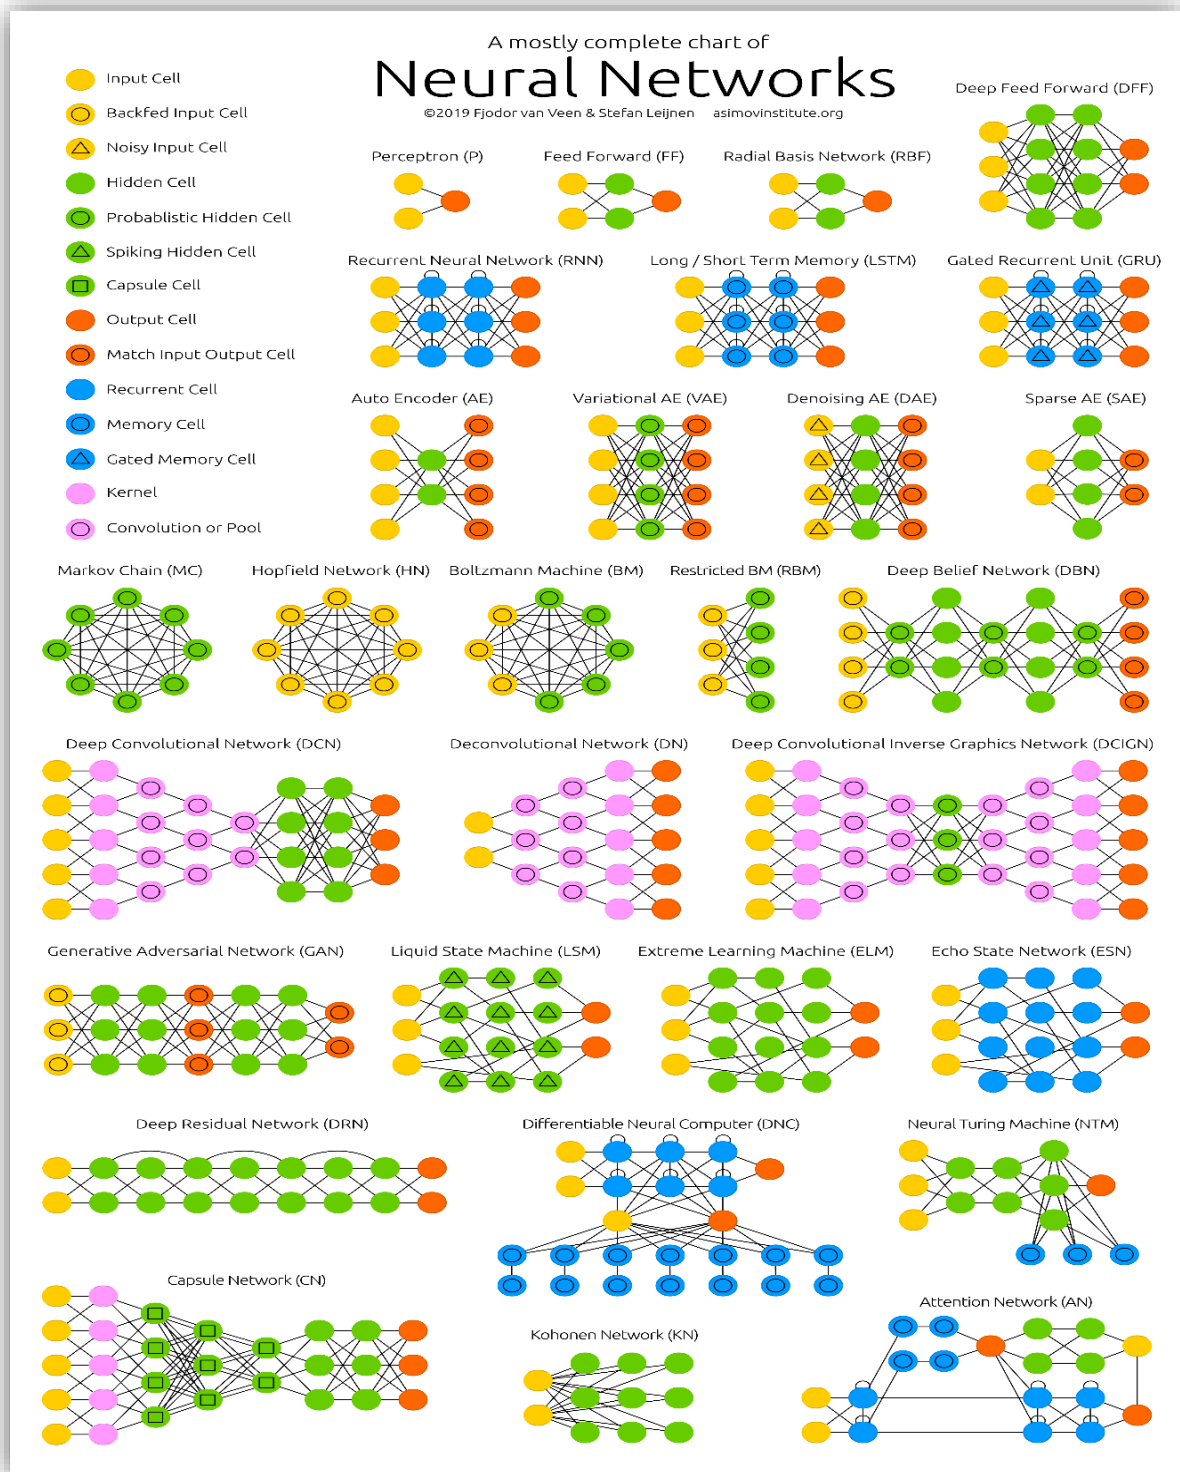 A mostly complete chart of
Neural Networks
©2019 Fjodor van Veen & Stefan Leijnen asimovinstitute.org
Input Cell
Backfed Input Cell
Noisy Input Cell
Hidden Cell
Probablistic Hidden Cell
Spiking Hidden Cell
Capsule Cell
Output Cell
Match Input Output Cell
Recurrent Cell
Memory Cell
Gated Memory Cell
Kernel
Convolution or Pool
Deep Feed Forward (DFF)
Perceptron (P)
Feed Forward (FF)
Radial Basis Network (RBF)
Recurrent Neural Network (RNN)
Long / Short Term Memory (LSTM)
Gated Recurrent Unit (GRU)
Auto Encoder (AE)
Variational AE (VAE)
Denoising AE (DAE)
Sparse AE (SAE)
Markov Chain (MC)
Hopfield Network (HN)
Boltzmann Machine (BM)
Restricted BM (RBM)
Deep Belief Network (DBN)
Deep Convolutional Network (DCN)
Deconvolutional Network (DN)
Deep Convolutional Inverse Graphics Network (DCIGN)
Generative Adversarial Network (GAN)
Liquid State Machine (LSM)
Extreme Learning Machine (ELM)
Echo State Network (ESN)
Deep Residual Network (DRN)
Differentiable Neural Computer (DNC)
Neural Turing Machine (NTM)
Capsule Network (CN)
Kohonen Network (KN)
Attention Network (AN)